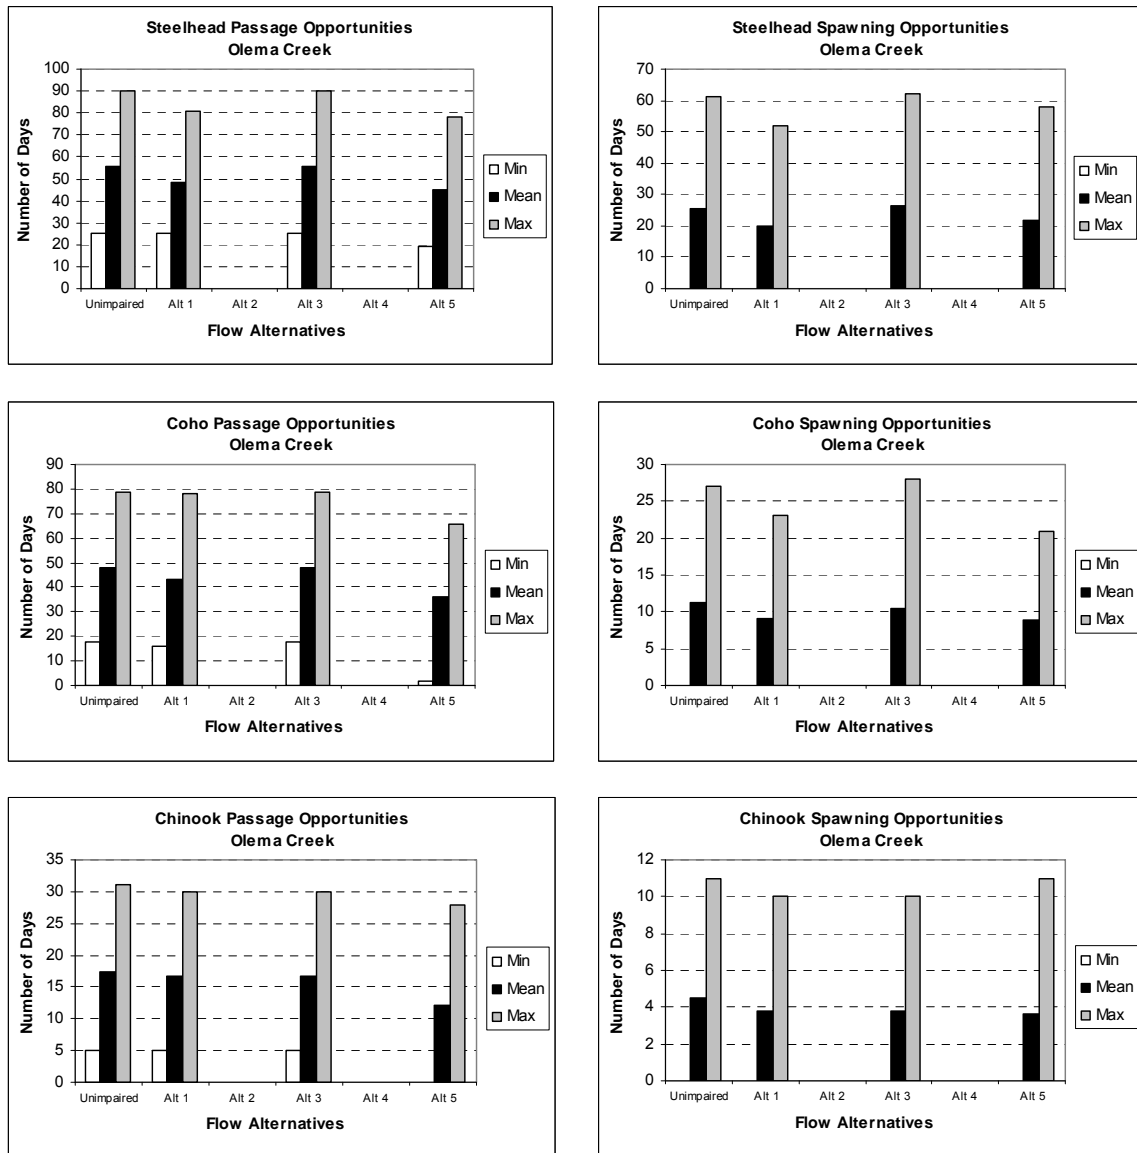 Steelhead Passage Opportunities
Olema Creek
Number of Days
100
90
80
70
60
50
40
30
20
10
0
Unimpaired Alt 1 Alt 2 Alt 3 Alt 4 Alt 5
Flow Alternatives
Min
Mean
Max
Steelhead Spawning Opportunities
Olema Creek
Number of Days
70
60
50
40
30
20
10
0
Unimpaired Alt 1 Alt 2 Alt 3 Alt 4 Alt 5
Flow Alternatives
Min
Mean
Max
Coho Passage Opportunities
Olema Creek
Number of Days
90
80
70
60
50
40
30
20
10
0
Unimpaired Alt 1 Alt 2 Alt 3 Alt 4 Alt 5
Flow Alternatives
Min
Mean
Max
Coho Spawning Opportunities
Olema Creek
Number of Days
30
25
20
15
10
5
0
Unimpaired Alt 1 Alt 2 Alt 3 Alt 4 Alt 5
Flow Alternatives
Min
Mean
Max
Chinook Passage Opportunities
Olema Creek
Number of Days
35
30
25
20
15
10
5
0
Unimpaired Alt 1 Alt 2 Alt 3 Alt 4 Alt 5
Flow Alternatives
Min
Mean
Max
Chinook Spawning Opportunities
Olema Creek
Number of Days
12
10
8
6
4
2
0
Unimpaired Alt 1 Alt 2 Alt 3 Alt 4 Alt 5
Flow Alternatives
Min
Mean
Max